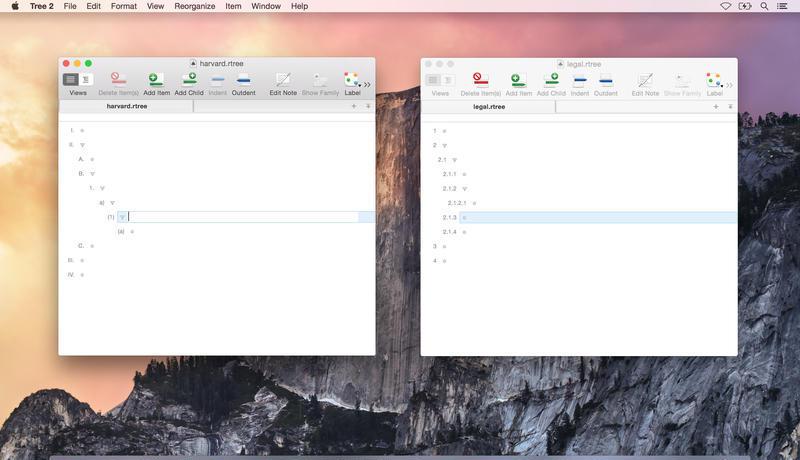 Tree 2 File Edit Format View Reorganize Item Window Help
harvard.rtree
Views Delete Item(s) Add Item Add Child Indent Outdent Edit Note Show Family Label
harvard.rtree
I.
II.
A.
B.
1.
a)
(1)
(a)
C.
III.
IV.
legal.rtree
Views Delete Item(s) Add Item Add Child Indent Outdent Edit Note Show Family Label
legal.rtree
1
2
2.1
2.1.1
2.1.2
2.1.2.1
2.1.3
2.1.4
3
4